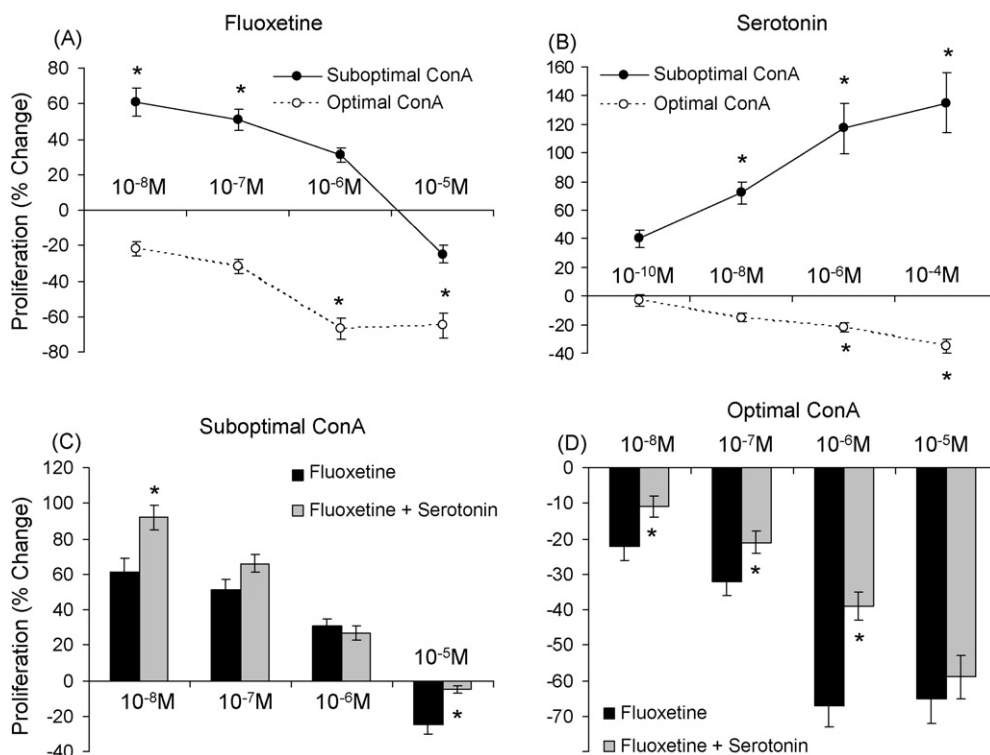 (A)
Fluoxetine
Proliferation (% Change)
80
60
40
20
0
-20
-40
-60
-80
*
*
Suboptimal ConA
Optimal ConA
10⁻⁸M
10⁻⁷M
10⁻⁶M
10⁻⁵M
*
*
(B)
Serotonin
160
140
120
100
80
60
40
20
0
-20
-40
Suboptimal ConA
Optimal ConA
*
*
*
10⁻¹⁰M
10⁻⁸M
10⁻⁶M
10⁻⁴M
*
*
(C)
Suboptimal ConA
Proliferation (% Change)
120
100
80
60
40
20
0
-20
-40
*
Fluoxetine
Fluoxetine + Serotonin
10⁻⁵M
10⁻⁸M
10⁻⁷M
10⁻⁶M
*
Optimal ConA
(D)
10⁻⁸M
10⁻⁷M
10⁻⁶M
10⁻⁵M
0
-10
-20
-30
-40
-50
-60
-70
*
*
*
Fluoxetine
Fluoxetine + Serotonin